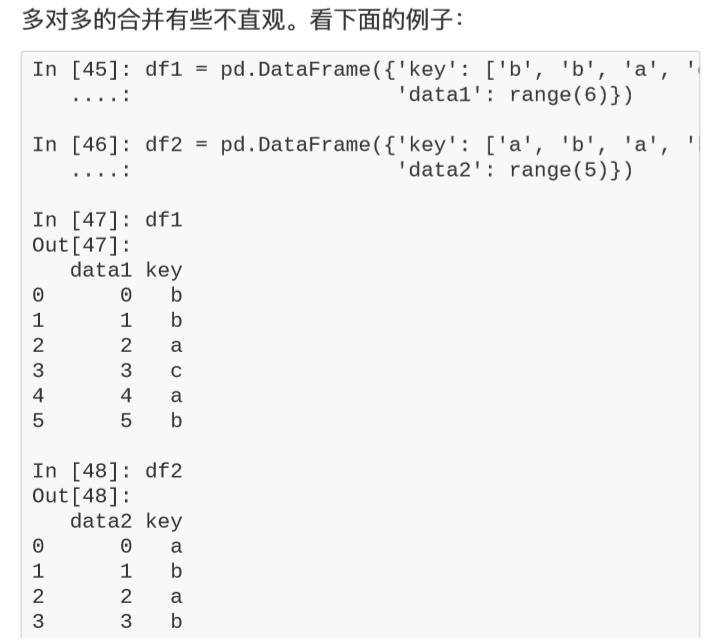 多对多的合并有些不直观。看下面的例子：
In [45]: df1 = pd.DataFrame({'key': ['b', 'b', 'a', '
....: 'data1': range(6)})
In [46]: df2 = pd.DataFrame({'key': ['a', 'b', 'a', '
....: 'data2': range(5)})
In [47]: df1
Out[47]:
data1 key
0 0 b
1 1 b
2 2 a
3 3 c
4 4 a
5 5 b
In [48]: df2
Out[48]:
data2 key
0 0 a
1 1 b
2 2 a
3 3 b